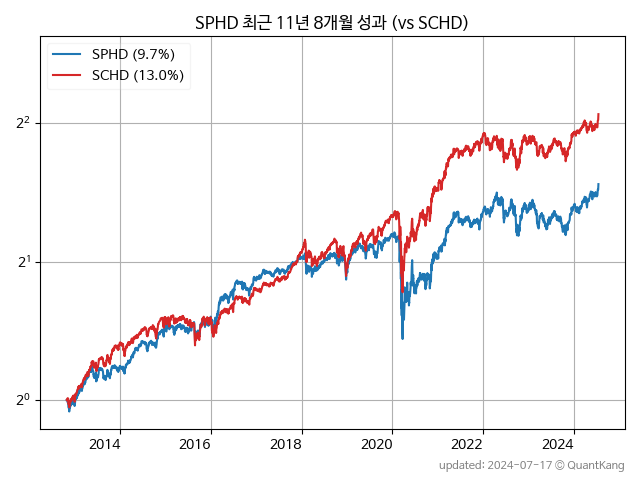 SPHD 최근 11년 8개월 성과 (vs SCHD)
SPHD (9.7%)
SCHD (13.0%)
2²
2¹
2⁰
2014 2016 2018 2020 2022 2024
updated: 2024-07-17 © QuantKang